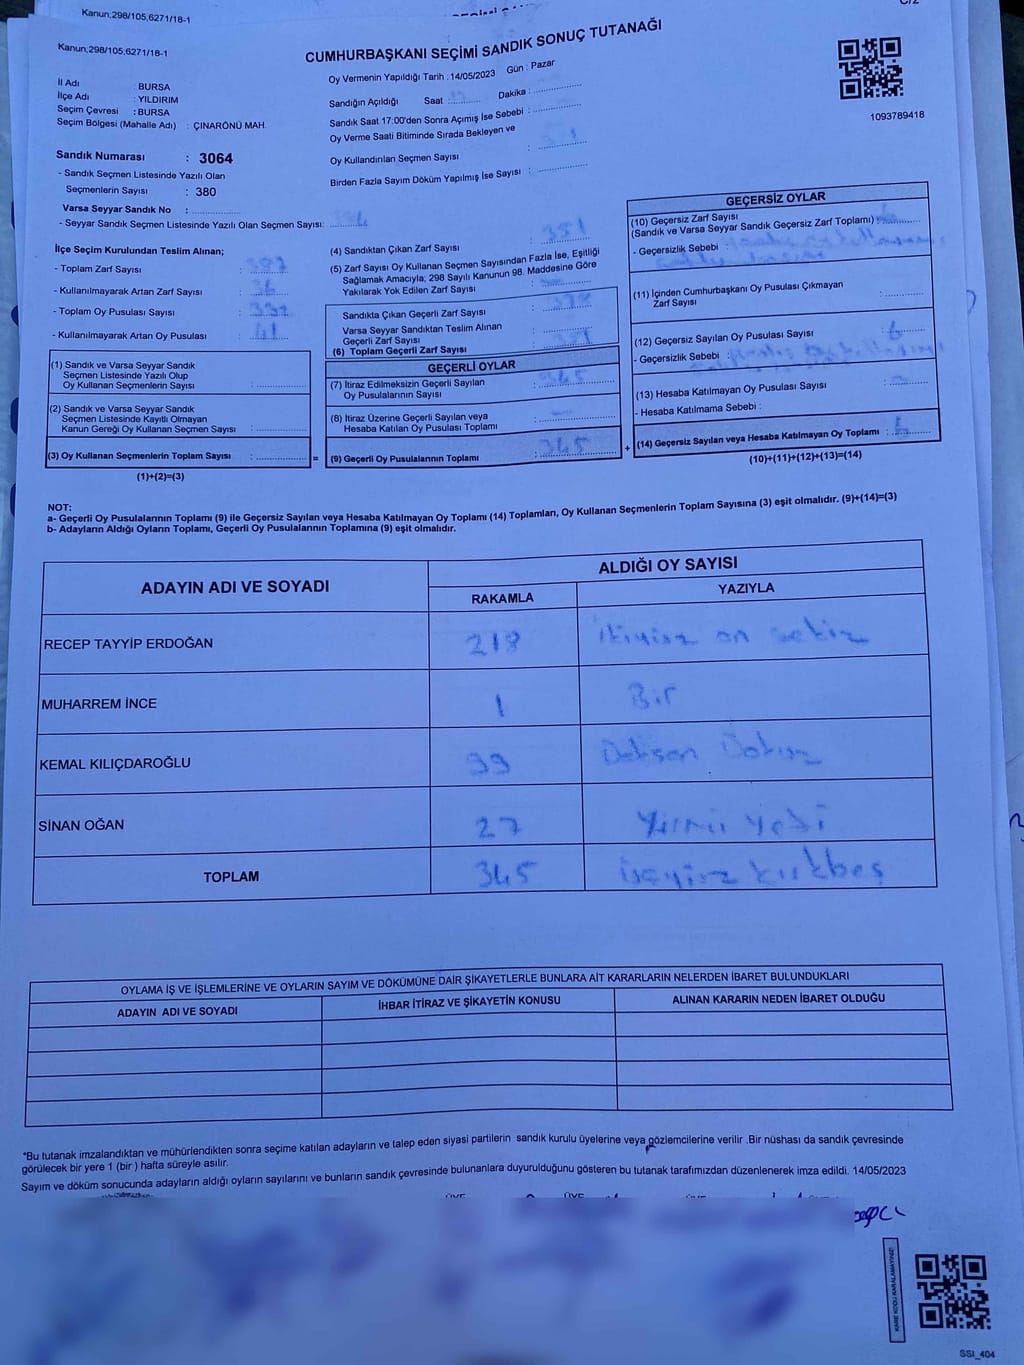 Kanun;298/105,6271/18-1
Kanun;298/105,6271/18-1
CUMHURBAŞKANI SEÇİMİ SANDIK SONUÇ TUTANAĞI
İl Adı : BURSA
İlçe Adı : YILDIRIM
Seçim Çevresi : BURSA
Seçim Bölgesi (Mahalle Adı) : ÇINARÖNÜ MAH.
Oy Vermenin Yapıldığı Tarih : 14/05/2023 Gün : Pazar
Sandığın Açıldığı Saat : Dakika :
Sandık Saat 17:00'den Sonra Açımış İse Sebebi :
Oy Verme Saati Bitiminde Sırada Bekleyen ve
Oy Kullandırılan Seçmen Sayısı :
Birden Fazla Sayım Döküm Yapılmış İse Sayısı :
1093789418
Sandık Numarası : 3064
- Sandık Seçmen Listesinde Yazılı Olan
Seçmenlerin Sayısı : 380
Varsa Seyyar Sandık No :
- Seyyar Sandık Seçmen Listesinde Yazılı Olan Seçmen Sayısı:
İlçe Seçim Kurulundan Teslim Alınan;
- Toplam Zarf Sayısı :
- Kullanılmayarak Artan Zarf Sayısı : 36
- Toplam Oy Pusulası Sayısı :
- Kullanılmayarak Artan Oy Pusulası : 41
(1) Sandık ve Varsa Seyyar Sandık
Seçmen Listesinde Yazılı Olup
Oy Kullanan Seçmenlerin Sayısı :
(2) Sandık ve Varsa Seyyar Sandık
Seçmen Listesinde Kayıtlı Olmayan
Kanun Gereği Oy Kullanan Seçmen Sayısı :
(3) Oy Kullanan Seçmenlerin Toplam Sayısı : =
(1)+(2)=(3)
(4) Sandıktan Çıkan Zarf Sayısı : 351
(5) Zarf Sayısı Oy Kullanan Seçmen Sayısından Fazla İse, Eşitliği
Sağlamak Amacıyla; 298 Sayılı Kanunun 98. Maddesine Göre
Yakılarak Yok Edilen Zarf Sayısı :
Sandıkta Çıkan Geçerli Zarf Sayısı :
Varsa Seyyar Sandıktan Teslim Alınan
Geçerli Zarf Sayısı :
(6) Toplam Geçerli Zarf Sayısı : 351
GEÇERLİ OYLAR
(7) İtiraz Edilmeksizin Geçerli Sayılan
Oy Pusulalarının Sayısı : 345
(8) İtiraz Üzerine Geçerli Sayılan veya
Hesaba Katılan Oy Pusulası Toplamı : —
(9) Geçerli Oy Pusulalarının Toplamı : 345 +
GEÇERSİZ OYLAR
(10) Geçersiz Zarf Sayısı
(Sandık ve Varsa Seyyar Sandık Geçersiz Zarf Toplamı) :
- Geçersizlik Sebebi :
(11) İçinden Cumhurbaşkanı Oy Pusulası Çıkmayan
Zarf Sayısı :
(12) Geçersiz Sayılan Oy Pusulası Sayısı : 6
- Geçersizlik Sebebi :
(13) Hesaba Katılmayan Oy Pusulası Sayısı : —
- Hesaba Katılmama Sebebi :
(14) Geçersiz Sayılan veya Hesaba Katılmayan Oy Toplamı : 6
(10)+(11)+(12)+(13)=(14)
NOT:
a- Geçerli Oy Pusulalarının Toplamı (9) ile Geçersiz Sayılan veya Hesaba Katılmayan Oy Toplamı (14) Toplamları, Oy Kullanan Seçmenlerin Toplam Sayısına (3) eşit olmalıdır. (9)+(14)=(3)
b- Adayların Aldığı Oyların Toplamı, Geçerli Oy Pusulalarının Toplamına (9) eşit olmalıdır.
ADAYIN ADI VE SOYADI ALDIĞI OY SAYISI
RAKAMLA YAZIYLA
RECEP TAYYİP ERDOĞAN 218 ikiyüz on sekiz
MUHARREM İNCE 1 Bir
KEMAL KILIÇDAROĞLU 99 Doksan Dokuz
SİNAN OĞAN 27 Yirmi Yedi
TOPLAM 345 üçyüz kırkbeş
OYLAMA İŞ VE İŞLEMLERİNE VE OYLARIN SAYIM VE DÖKÜMÜNE DAİR ŞİKAYETLERLE BUNLARA AİT KARARLARIN NELERDEN İBARET BULUNDUKLARI
ADAYIN ADI VE SOYADI İHBAR İTİRAZ VE ŞİKAYETİN KONUSU ALINAN KARARIN NEDEN İBARET OLDUĞU
*Bu tutanak imzalandıktan ve mühürlendikten sonra seçime katılan adayların ve talep eden siyasi partilerin sandık kurulu üyelerine veya gözlemcilerine verilir .Bir nüshası da sandık çevresinde
görülecek bir yere 1 (bir ) hafta süreyle asılır.
Sayım ve döküm sonucunda adayların aldığı oyların sayılarını ve bunların sandık çevresinde bulunanlara duyurulduğunu gösteren bu tutanak tarafımızdan düzenlenerek imza edildi. 14/05/2023
ÜYE ÜYE ÜYE
KARE KODU KARALAMAYINIZ!
SSI_404